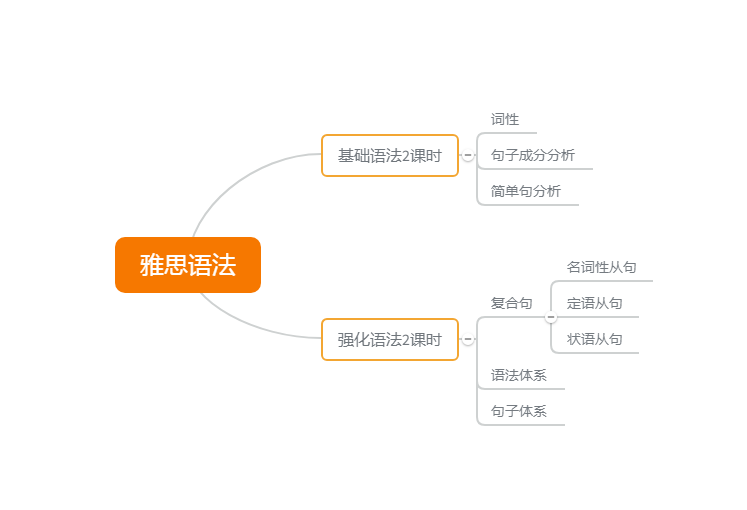 雅思语法
基础语法2课时
词性
句子成分分析
简单句分析
强化语法2课时
复合句
名词性从句
定语从句
状语从句
语法体系
句子体系